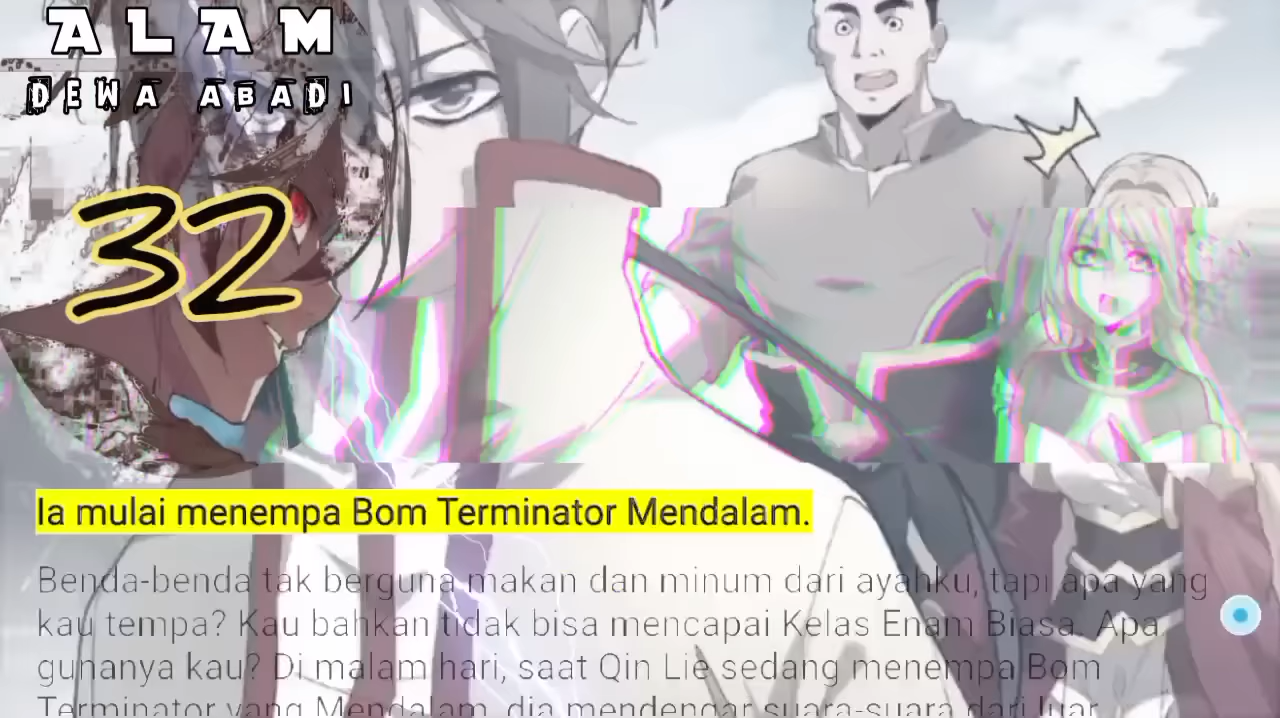 ALAM
DEWA ABADI
32
Ia mulai menempa Bom Terminator Mendalam.
Benda-benda tak berguna makan dan minum dari ayahku, tapi apa yang
kau tempa? Kau bahkan tidak bisa mencapai Kelas Enam Biasa. Apa
gunanya kau? Di malam hari, saat Qin Lie sedang menempa Bom
Terminator yang Mendalam, dia mendengar suara-suara dari luar